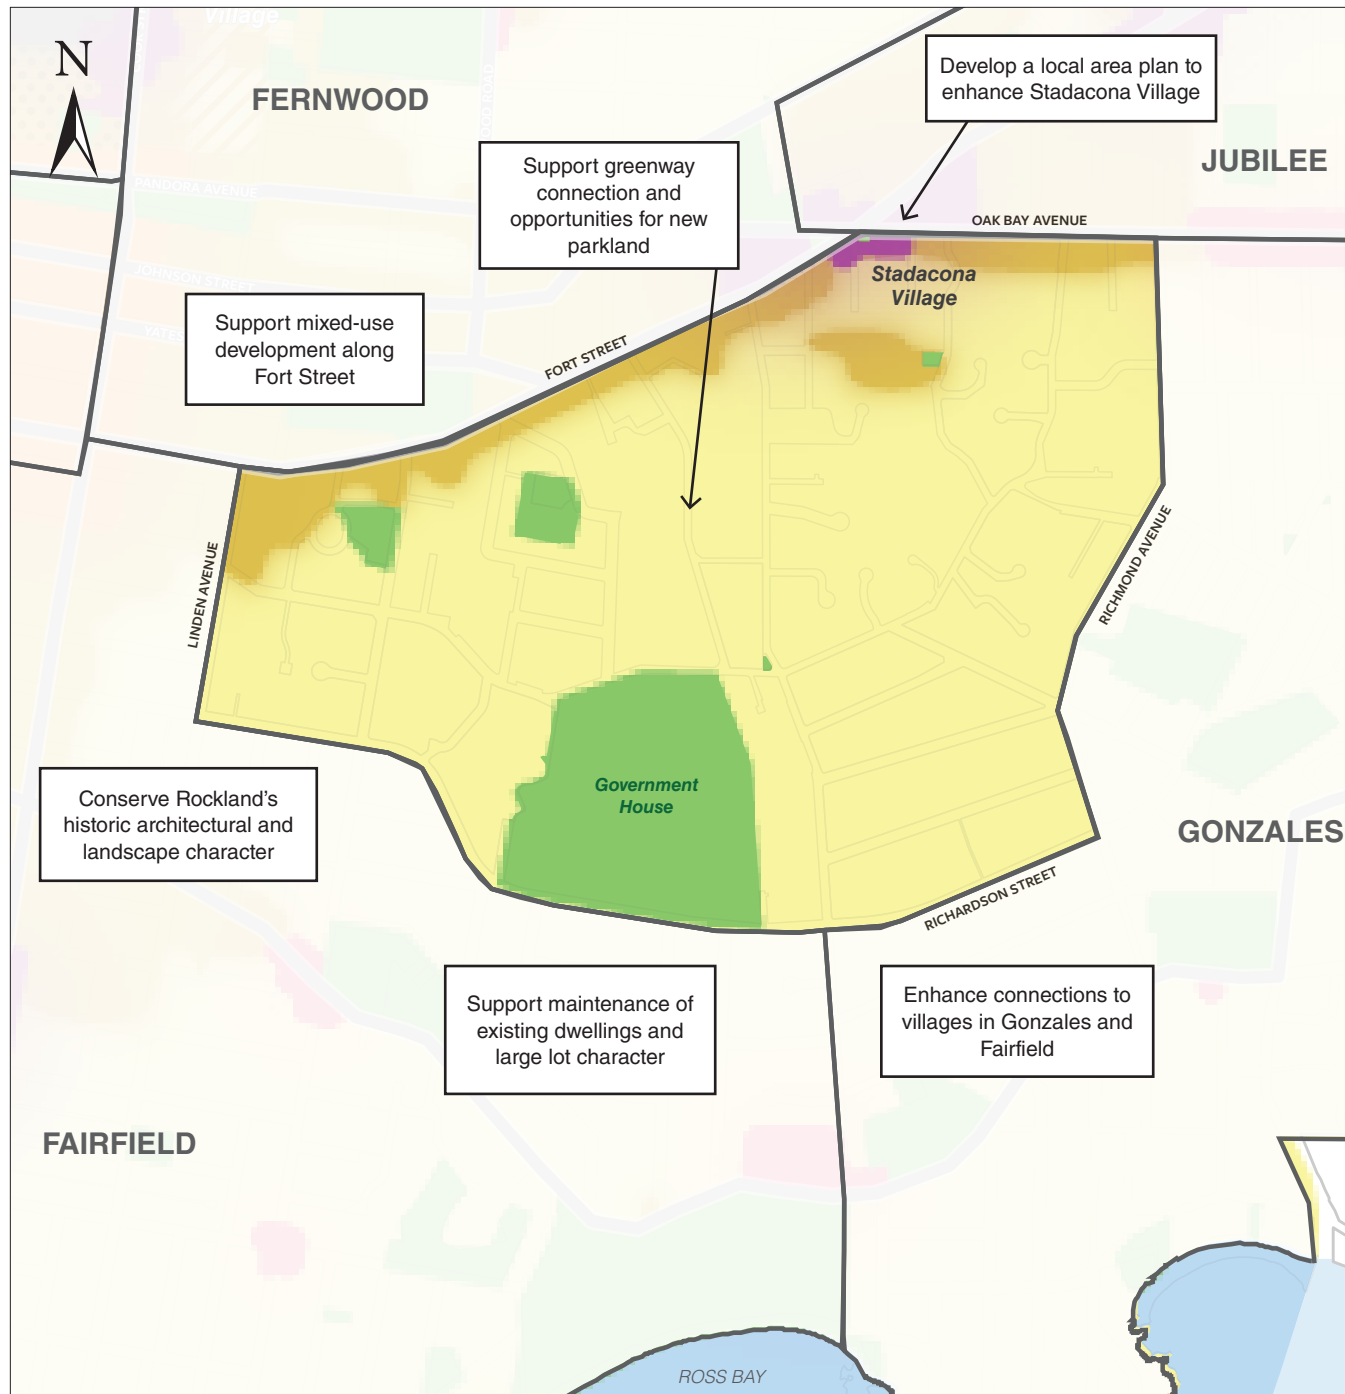 Village
N
FERNWOOD
Develop a local area plan to
enhance Stadacona Village
JUBILEE
Support greenway
connection and
opportunities for new
parkland
PANDORA AVENUE
OAK BAY AVENUE
JOHNSON STREET
Stadacona
Village
Support mixed-use
development along
Fort Street
YATES
FORT STREET
LINDEN AVENUE
RICHMOND AVENUE
Government
House
Conserve Rockland’s
historic architectural and
landscape character
GONZALES
RICHARDSON STREET
Support maintenance of
existing dwellings and
large lot character
Enhance connections to
villages in Gonzales and
Fairfield
FAIRFIELD
ROSS BAY